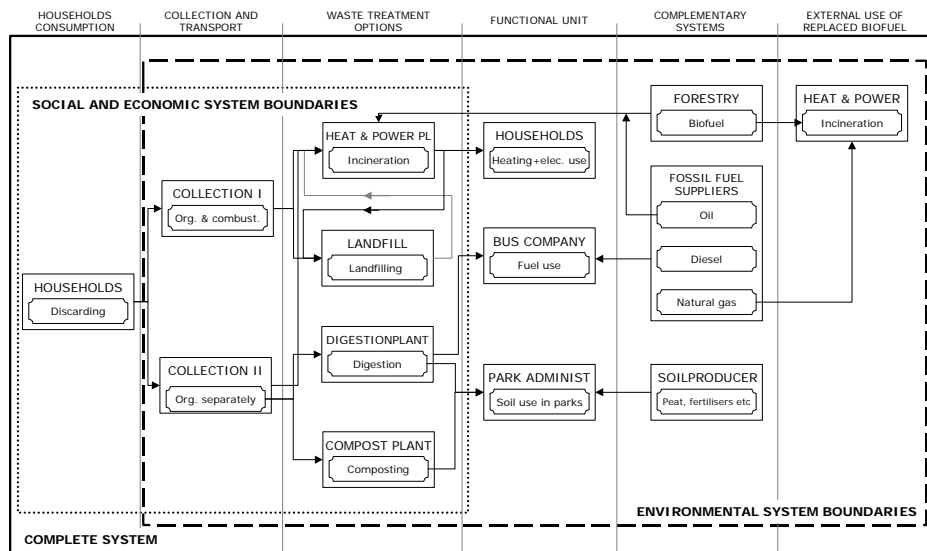 HOUSEHOLDS
CONSUMPTION
COLLECTION AND
TRANSPORT
WASTE TREATMENT
OPTIONS
FUNCTIONAL UNIT
COMPLEMENTARY
SYSTEMS
EXTERNAL USE OF
REPLACED BIOFUEL
SOCIAL AND ECONOMIC SYSTEM BOUNDARIES
HOUSEHOLDS
Discarding
COLLECTION I
Org. & combust.
COLLECTION II
Org. separately
HEAT & POWER PL
Incineration
LANDFILL
Landfilling
DIGESTIONPLANT
Digestion
COMPOST PLANT
Composting
HOUSEHOLDS
Heating+elec. use
BUS COMPANY
Fuel use
PARK ADMINIST
Soil use in parks
FORESTRY
Biofuel
FOSSIL FUEL
SUPPLIERS
Oil
Diesel
Natural gas
SOILPRODUCER
Peat, fertilisers etc
HEAT & POWER
Incineration
ENVIRONMENTAL SYSTEM BOUNDARIES
COMPLETE SYSTEM